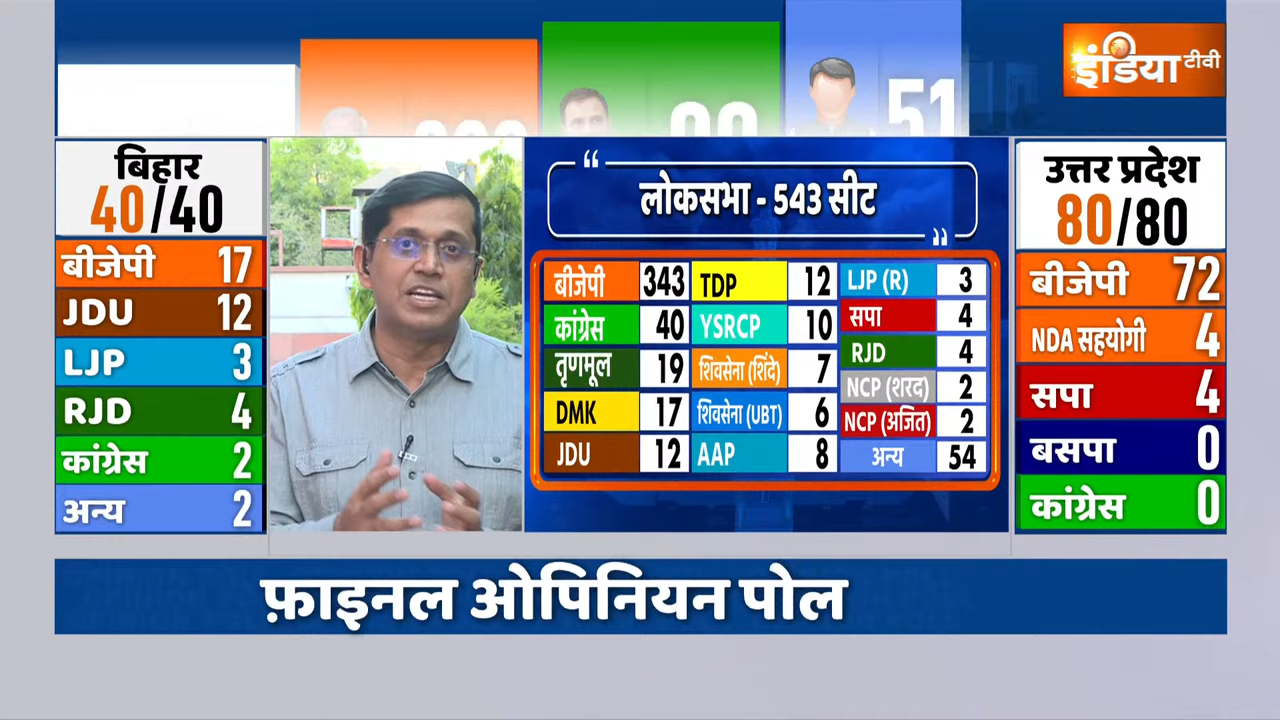 51
इंडिया टीवी
बिहार
40/40
बीजेपी 17
JDU 12
LJP 3
RJD 4
कांग्रेस 2
अन्य 2
“
लोकसभा - 543 सीट
”
बीजेपी 343 TDP 12 LJP (R) 3
कांग्रेस 40 YSRCP 10 सपा 4
तृणमूल 19 शिवसेना (शिंदे) 7 RJD 4
DMK 17 शिवसेना (UBT) 6 NCP (शरद) 2
JDU 12 AAP 8 NCP (अजित) 2
अन्य 54
उत्तर प्रदेश
80/80
बीजेपी 72
NDA सहयोगी 4
सपा 4
बसपा 0
कांग्रेस 0
फ़ाइनल ओपिनियन पोल